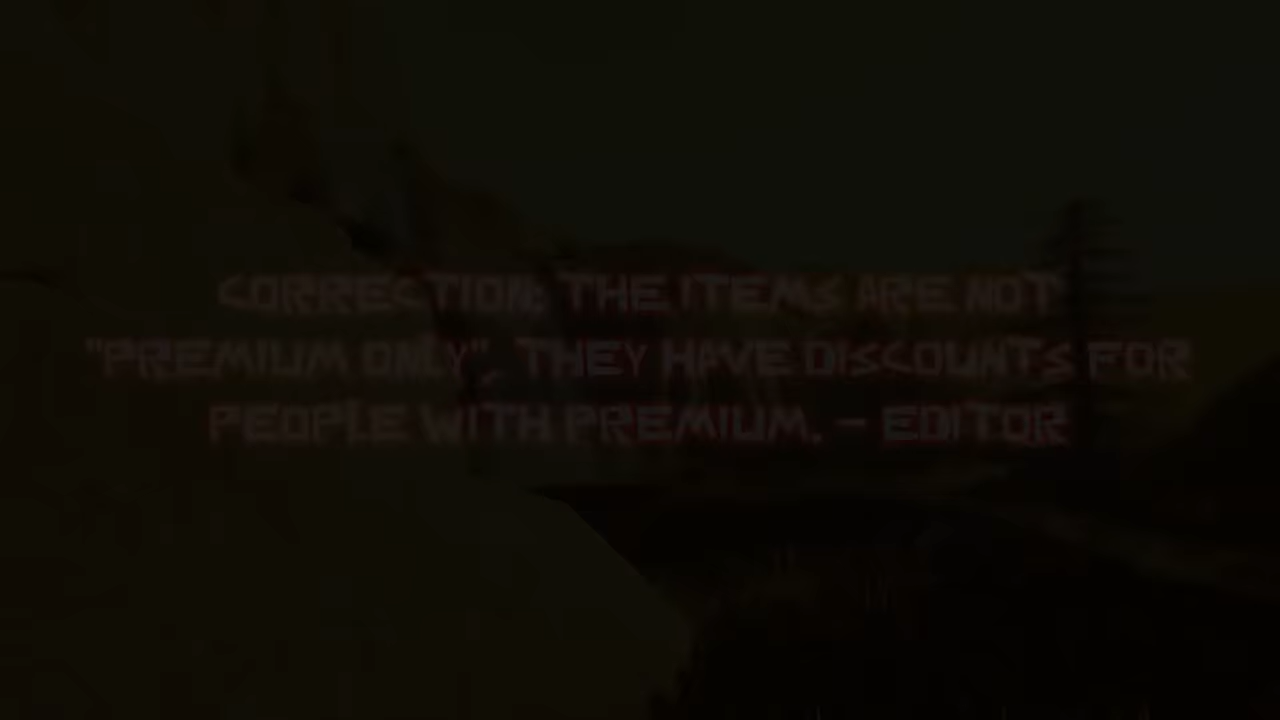 CORRECTION: THE ITEMS ARE NOT
"PREMIUM ONLY", THEY HAVE DISCOUNTS FOR
PEOPLE WITH PREMIUM. - EDITOR